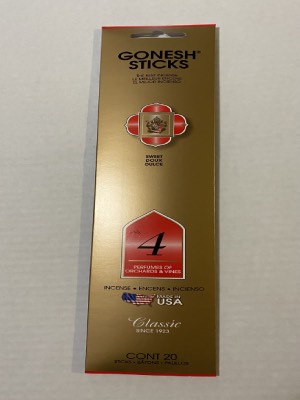 GONESH®
STICKS
SWEET
DOUX
DULCE
No.
4
PERFUMES OF
ORCHARDS & VINES
INCENSE • ENCENS • INCIENSO
MADE IN
USA
Classic
SINCE 1923
CONT 20